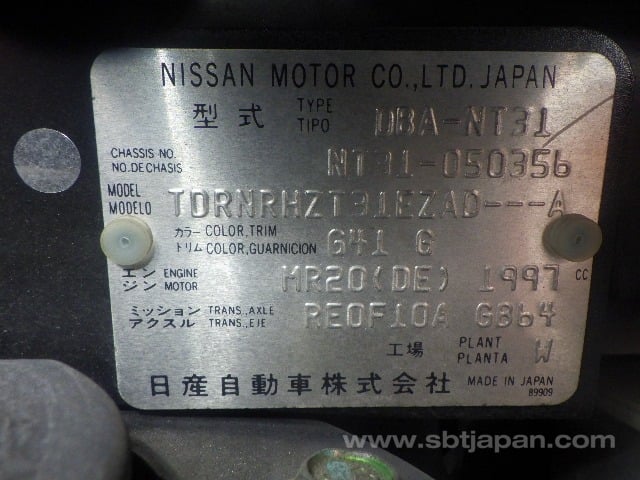 NISSAN MOTOR CO.,LTD. JAPAN
型式 TYPE TIPO DBA-NT31
CHASSIS NO. NO.DE CHASIS NT31-050356
MODEL MODELO TDRNRHZT31EZAD---A
カラー COLOR,TRIM トリム COLOR,GUARNICION G41 G
エンジン ENGINE MOTOR MR20(DE) 1997 cc
ミッション TRANS.,AXLE アクスル TRANS.,EJE RE0F10A GB64
工場 PLANT PLANTA W
日産自動車株式会社 MADE IN JAPAN
89909
www.sbtjapan.com